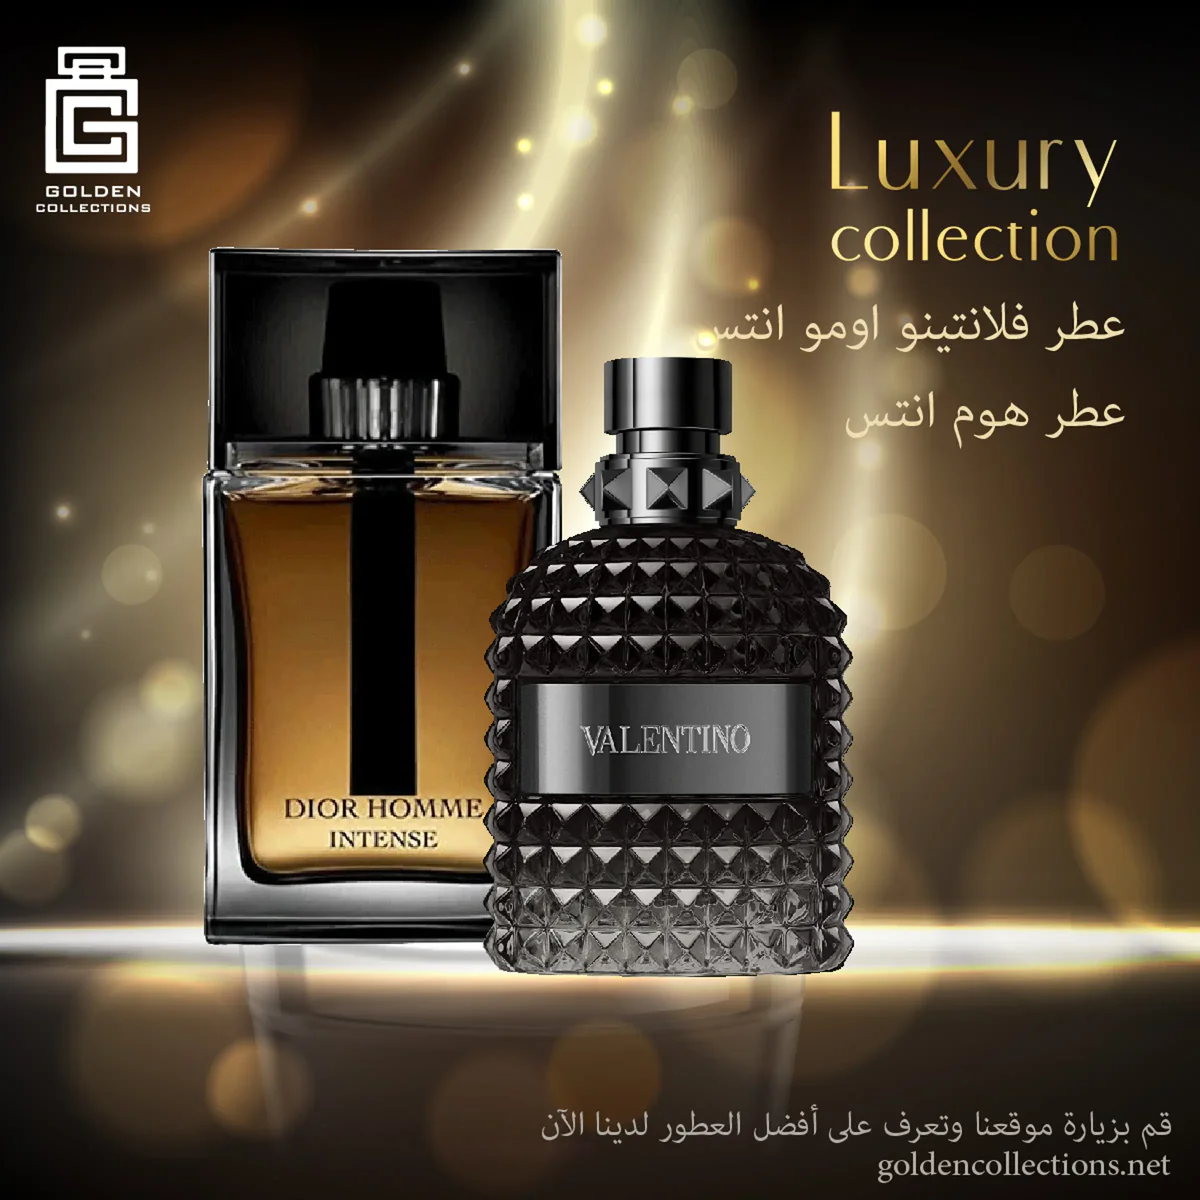 GOLDEN
COLLECTIONS
Luxury
collection
عطر فلانتينو اومو انتس
عطر هوم انتس
VALENTINO
DIOR HOMME
INTENSE
قم بزيارة موقعنا وتعرف على أفضل العطور لدينا الآن
goldencollections.net